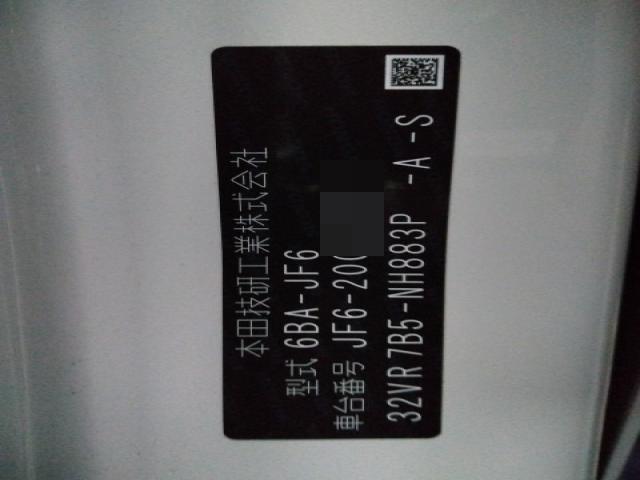 本田技研工業株式会社
型式 6BA-JF6
車台番号 JF6-200
32VR 7B5-NH883P -A -S